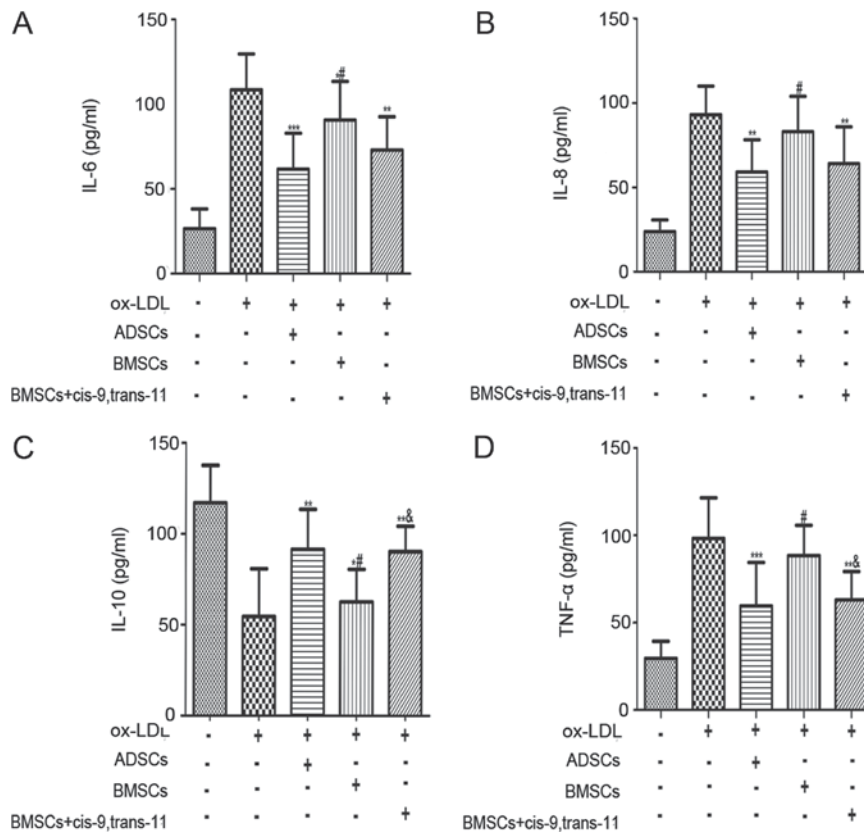 A
150
100
50
0
IL-6 (pg/ml)
***
*#
**
ox-LDL - + + + +
ADSCs - - + - -
BMSCs - - - + -
BMSCs+cis-9,trans-11 - - - - +
B
150
100
50
0
IL-8 (pg/ml)
**
#
**
ox-LDL - + + + +
ADSCs - - + - -
BMSCs - - - + -
BMSCs+cis-9,trans-11 - - - - +
C
150
100
50
0
IL-10 (pg/ml)
**
*#
**&
ox-LDL - + + + +
ADSCs - - + - -
BMSCs - - - + -
BMSCs+cis-9,trans-11 - - - - +
D
150
100
50
0
TNF-α (pg/ml)
***
#
**&
ox-LDL - + + + +
ADSCs - - + - -
BMSCs - - - + -
BMSCs+cis-9,trans-11 - - - - +